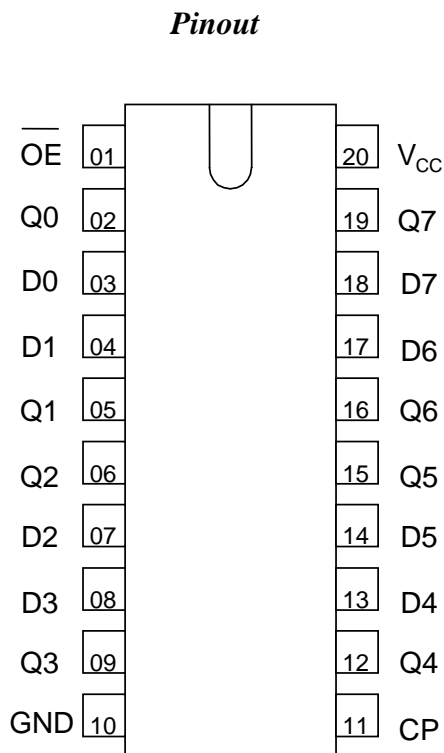 Pinout
OE 01 20 VCC
Q0 02 19 Q7
D0 03 18 D7
D1 04 17 D6
Q1 05 16 Q6
Q2 06 15 Q5
D2 07 14 D5
D3 08 13 D4
Q3 09 12 Q4
GND 10 11 CP